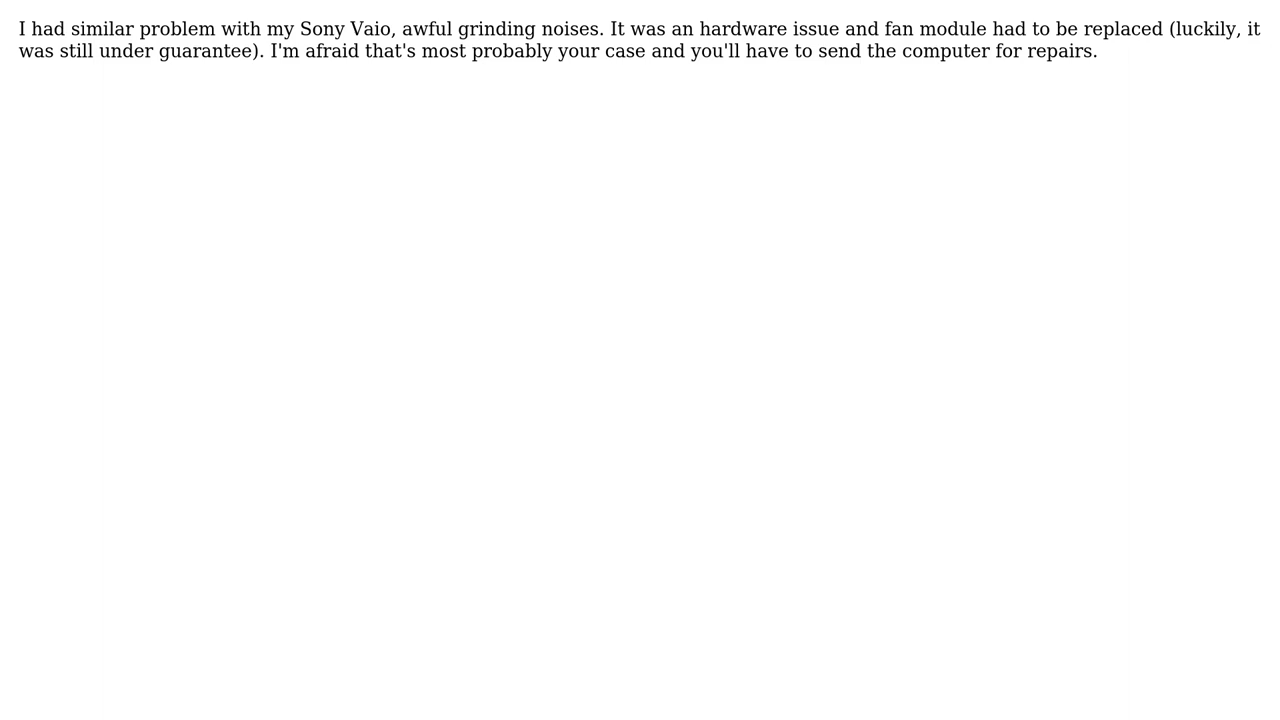 I had similar problem with my Sony Vaio, awful grinding noises. It was an hardware issue and fan module had to be replaced (luckily, it
was still under guarantee). I'm afraid that's most probably your case and you'll have to send the computer for repairs.